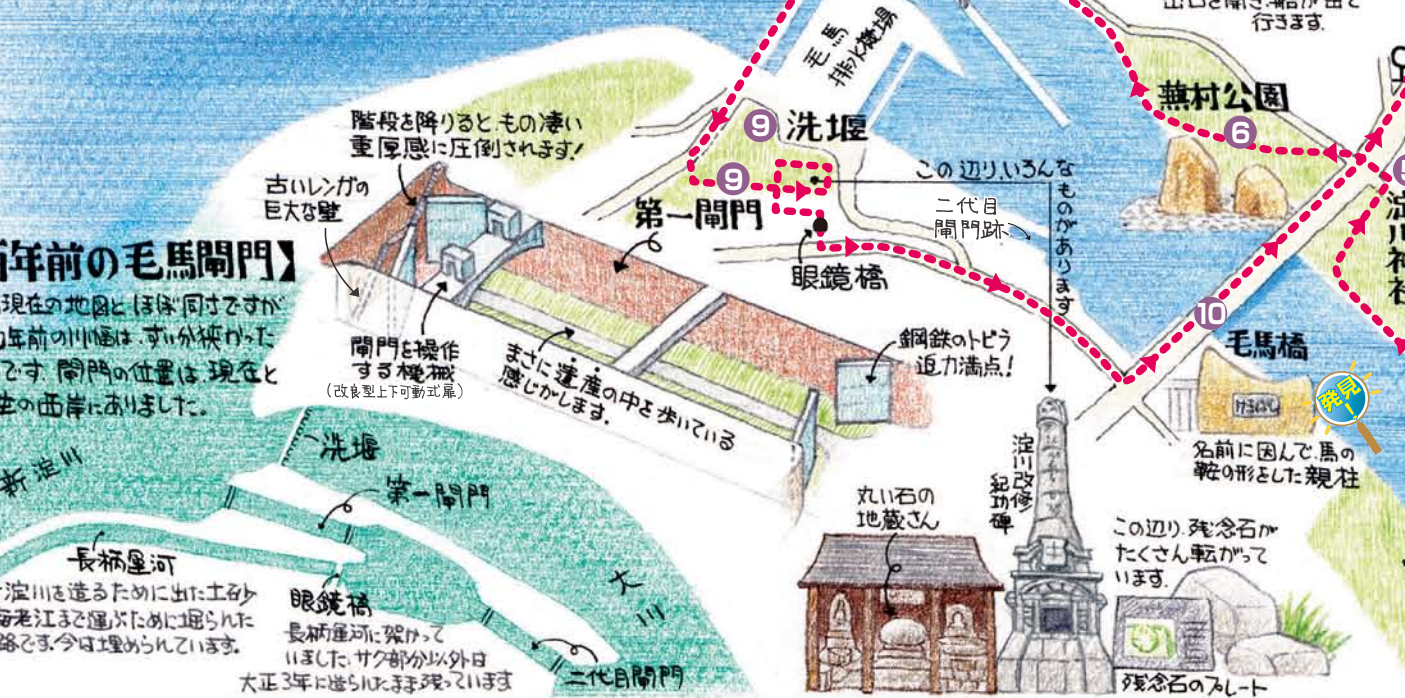 出口を開き、船が出て
行きます。
毛馬
排水機場
蕪村公園
6
9 洗堰
9
階段を降りると、もの凄い
重厚感に圧倒されます!
古いレンガの
巨大な壁
第一閘門
この辺り、いろんな
ものがあります
二代目
閘門跡
眼鏡橋
淀川神社
10
毛馬橋
けまはし
発見!
名前に因んで、馬の
鞍の形をした親柱
年前の毛馬閘門】
現在の地図とほぼ同さですが
年前の川幅は、ずい分狭かった
です。閘門の位置は、現在と
の西岸にありました。
閘門を操作
する機械
(改良型上下可動式扉)
まさに遺産の中を歩いている
感じがします。
鋼鉄のトビラ
迫力満点!
新淀川
洗堰
第一閘門
長柄運河
淀川を造るために出た土砂
海老江まで運ぶために掘られた
路です。今は埋められています。
眼鏡橋
長柄運河に架かって
いました。サク部分以外は
大正3年に造られたまま残っています
大川
二代目閘門
丸い石の
地蔵さん
淀川改修
紀功碑
この辺り、残念石が
たくさん転がって
います。
残念石のプレート